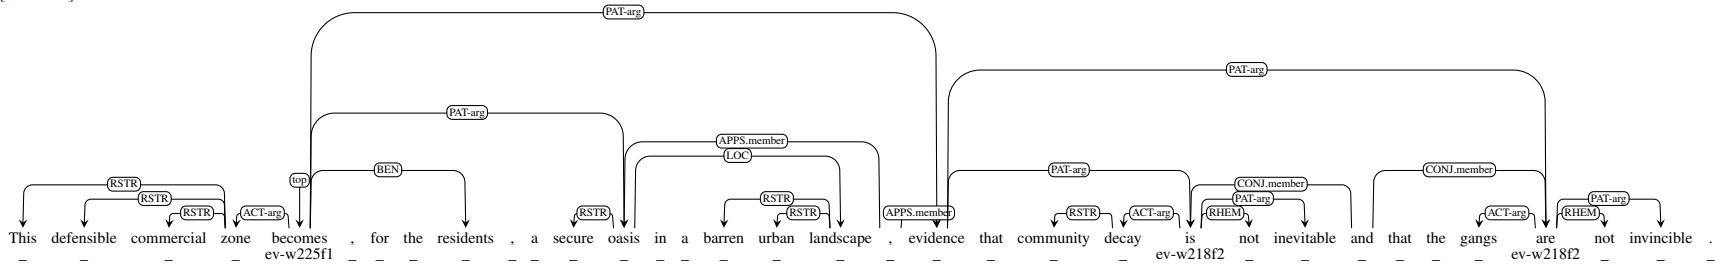 PAT-arg
PAT-arg
PAT-arg
APPS.member
LOC
BEN PAT-arg CONJ.member
top
RSTR CONJ.member
RSTR RSTR PAT-arg PAT-arg
RSTR ACT-arg RSTR RSTR APPS.member RSTR ACT-arg RHEM ACT-arg RHEM
This defensible commercial zone becomes , for the residents , a secure oasis in a barren urban landscape , evidence that community decay is not inevitable and that the gangs are not invincible .
_ _ _ _ ev-w225f1 _ _ _ _ _ _ _ _ _ _ _ _ _ _ _ _ _ _ ev-w218f2 _ _ _ _ _ _ ev-w218f2 _ _ _